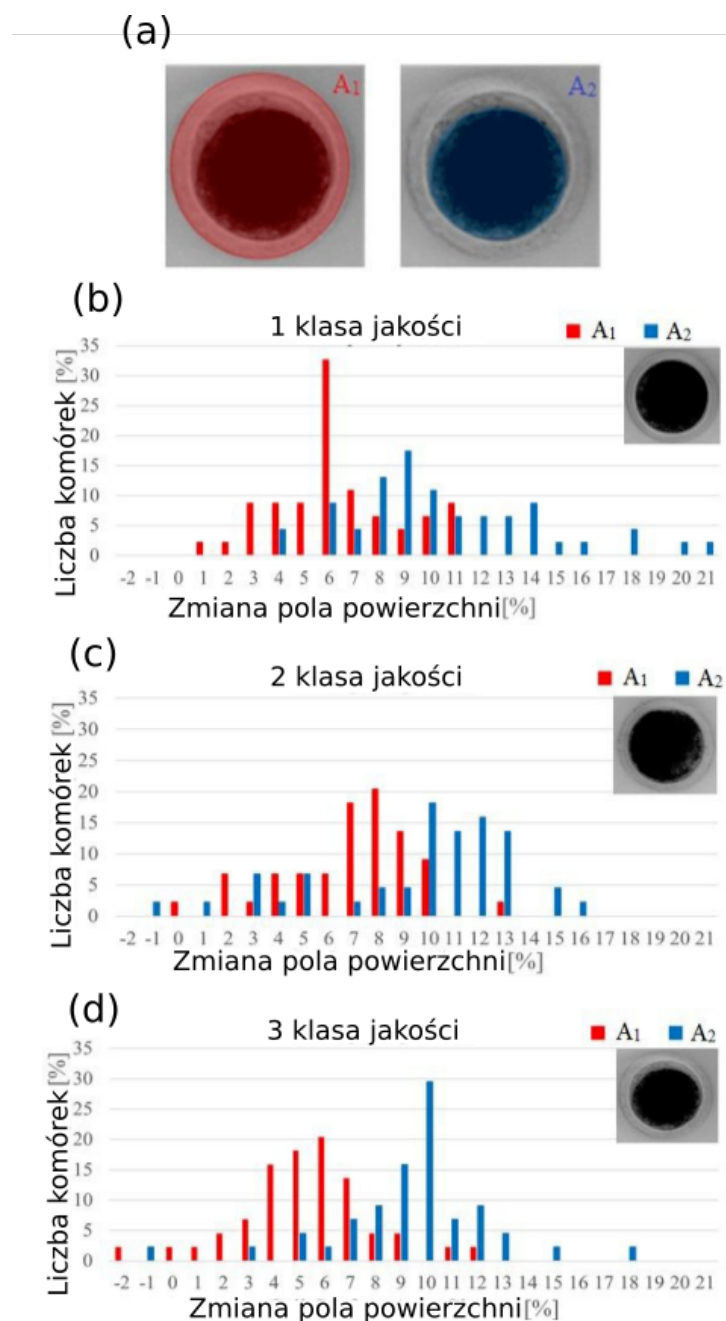 (a)
A1 A2
(b)
1 klasa jakości
A1 A2
Liczba komórek [%]
35
30
25
20
15
10
5
0
-2 -1 0 1 2 3 4 5 6 7 8 9 10 11 12 13 14 15 16 17 18 19 20 21
Zmiana pola powierzchni[%]
(c)
2 klasa jakości
A1 A2
Liczba komórek [%]
35
30
25
20
15
10
5
0
-2 -1 0 1 2 3 4 5 6 7 8 9 10 11 12 13 14 15 16 17 18 19 20 21
Zmiana pola powierzchni[%]
(d)
3 klasa jakości
A1 A2
Liczba komórek [%]
35
30
25
20
15
10
5
0
-2 -1 0 1 2 3 4 5 6 7 8 9 10 11 12 13 14 15 16 17 18 19 20 21
Zmiana pola powierzchni[%]